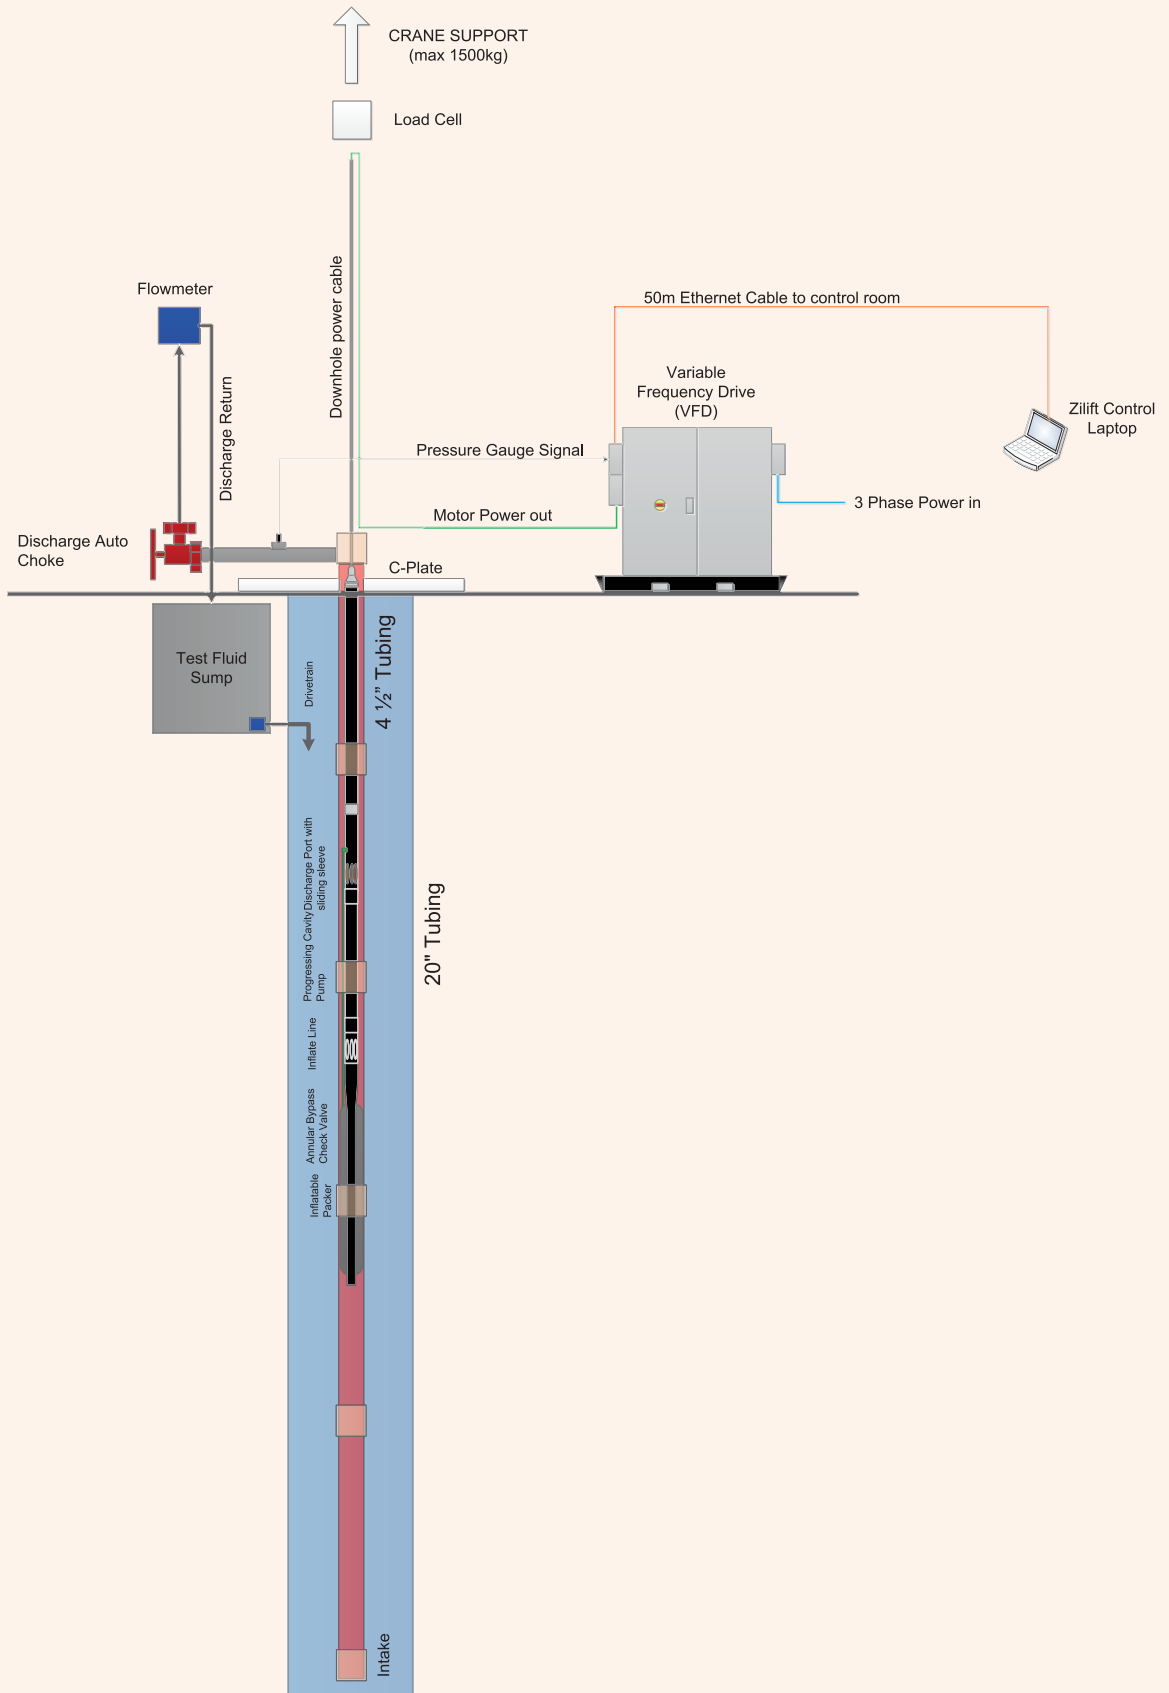 CRANE SUPPORT
(max 1500kg)
Load Cell
Downhole power cable
Flowmeter
Discharge Return
50m Ethernet Cable to control room
Variable
Frequency Drive
(VFD)
Zilift Control
Laptop
Pressure Gauge Signal
3 Phase Power in
Motor Power out
Discharge Auto
Choke
C-Plate
Test Fluid
Sump
Drivetrain
4 ½” Tubing
Discharge Port with
sliding sleeve
20" Tubing
Progressing Cavity
Pump
Inflate Line
Annular Bypass
Check Valve
Inflatable
Packer
Intake